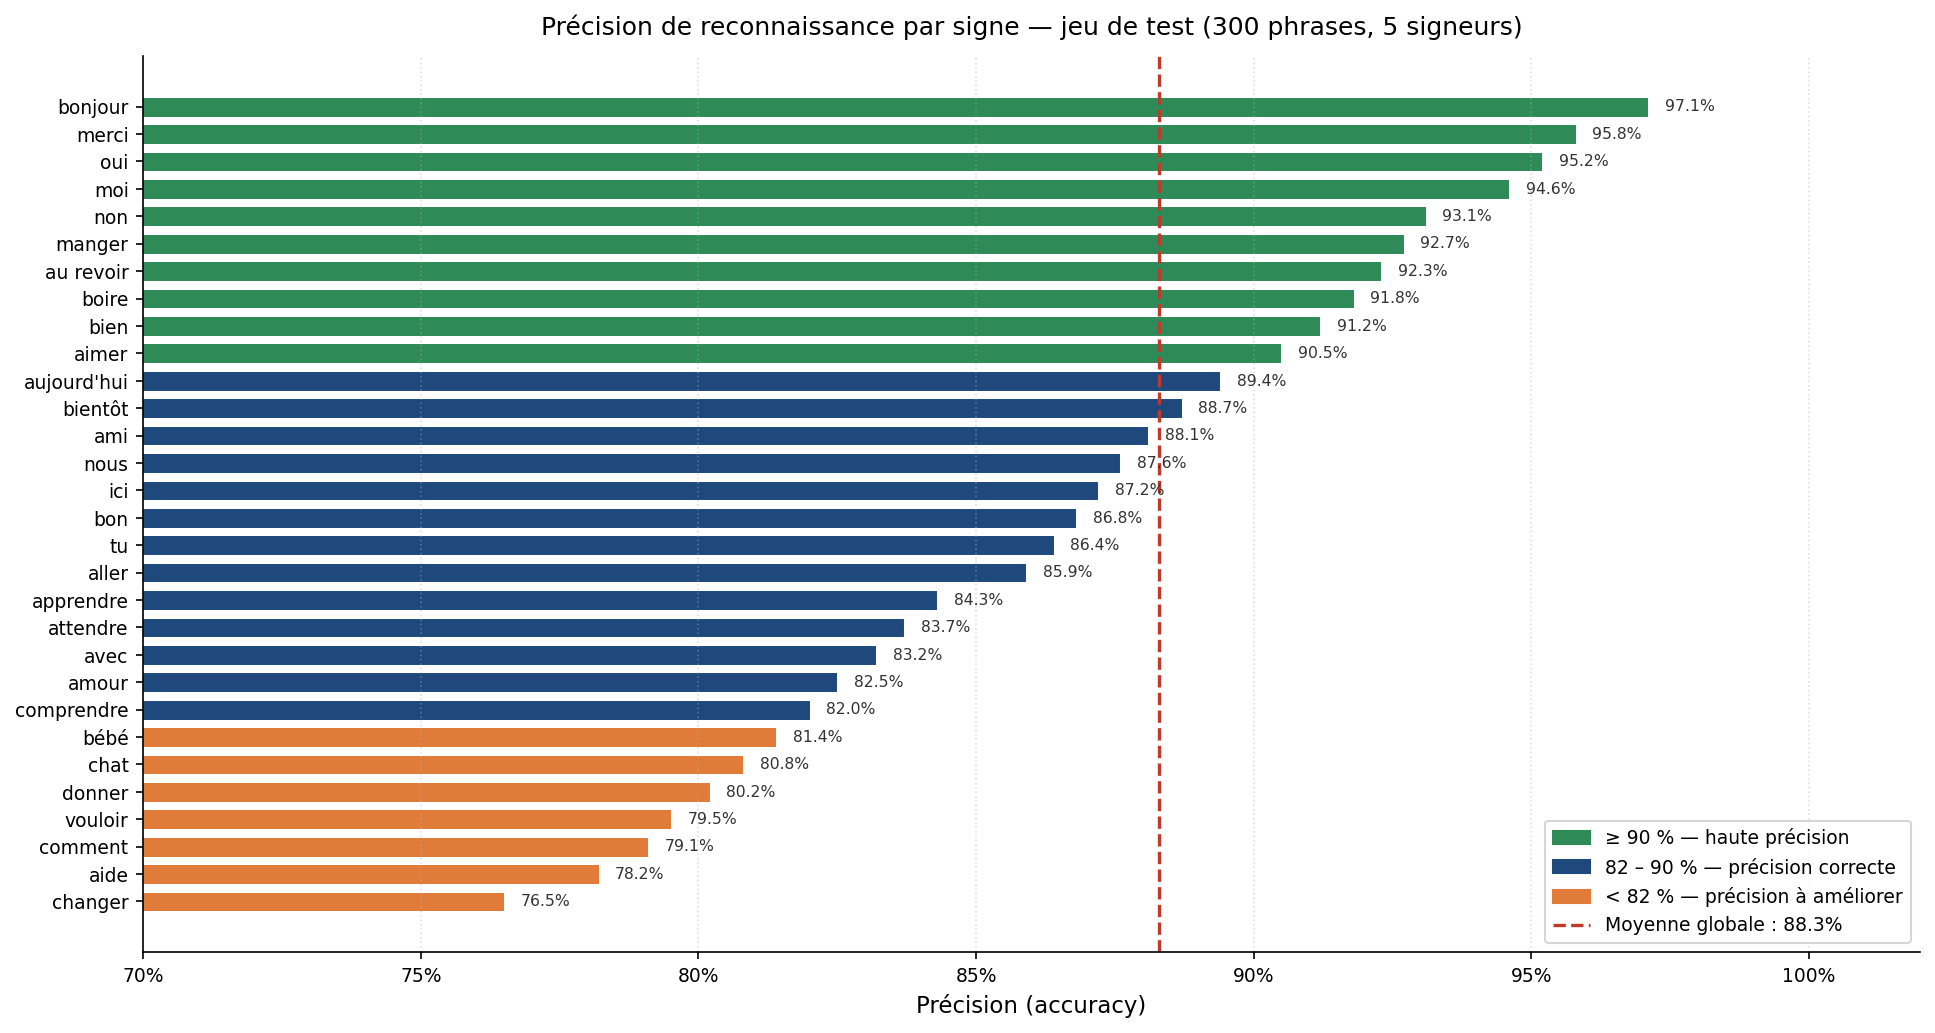 Précision de reconnaissance par signe — jeu de test (300 phrases, 5 signeurs)
bonjour 97.1%
merci 95.8%
oui 95.2%
moi 94.6%
non 93.1%
manger 92.7%
au revoir 92.3%
boire 91.8%
bien 91.2%
aimer 90.5%
aujourd'hui 89.4%
bientôt 88.7%
ami 88.1%
nous 87.6%
ici 87.2%
bon 86.8%
tu 86.4%
aller 85.9%
apprendre 84.3%
attendre 83.7%
avec 83.2%
amour 82.5%
comprendre 82.0%
bébé 81.4%
chat 80.8%
donner 80.2%
vouloir 79.5%
comment 79.1%
aide 78.2%
changer 76.5%
≥ 90 % — haute précision
82 – 90 % — précision correcte
< 82 % — précision à améliorer
Moyenne globale : 88.3%
70% 75% 80% 85% 90% 95% 100%
Précision (accuracy)